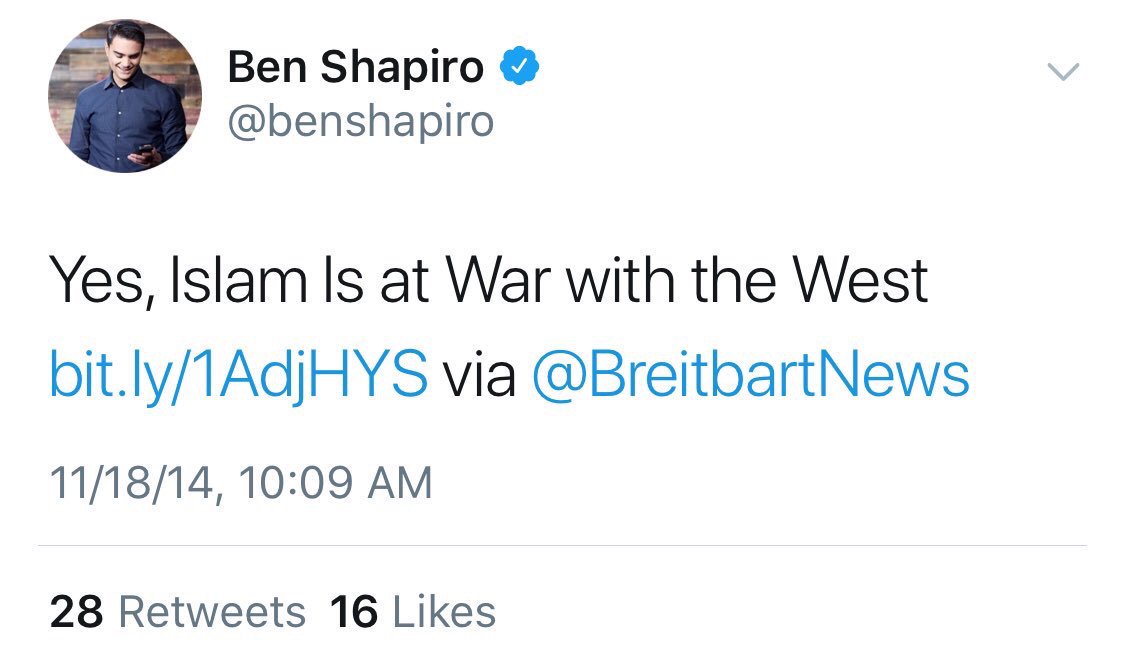 Ben Shapiro
@benshapiro
Yes, Islam Is at War with the West
bit.ly/1AdjHYS via @BreitbartNews
11/18/14, 10:09 AM
28 Retweets 16 Likes